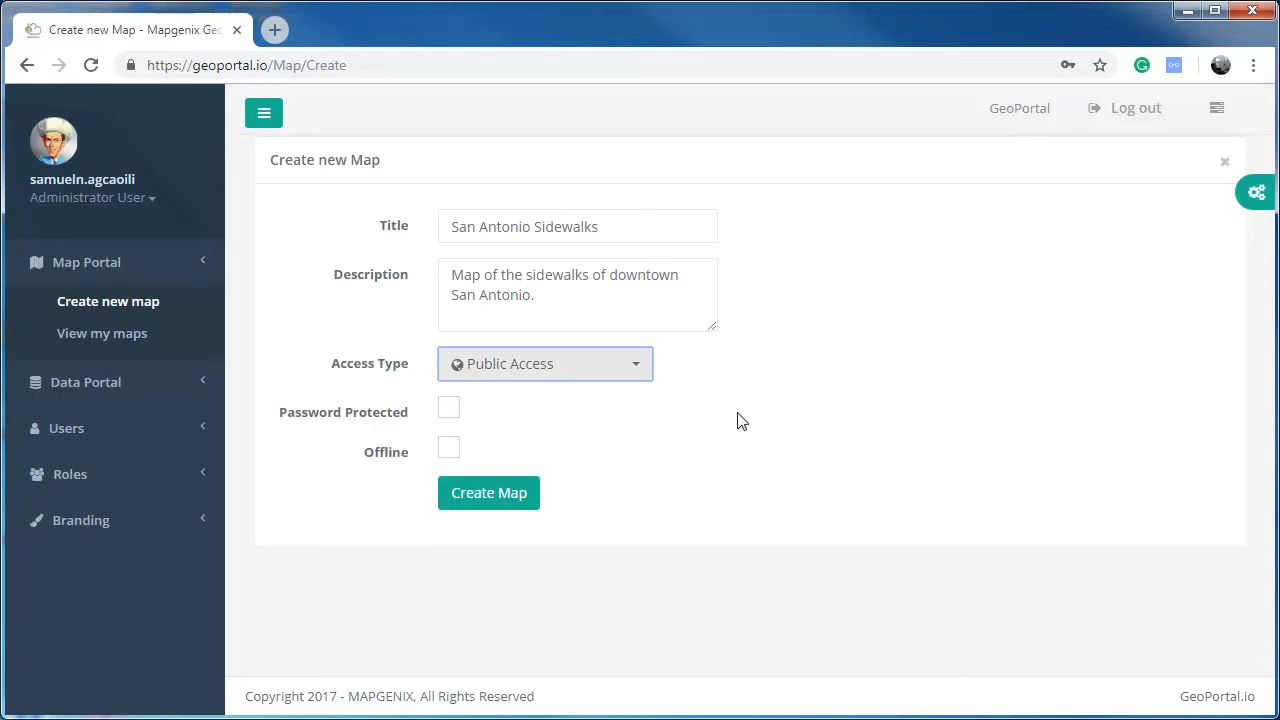 Create new Map - Mapgenix Geo
https://geoportal.io/Map/Create
GeoPortal
Log out
samueln.agcaoili
Administrator User
Map Portal
Create new map
View my maps
Data Portal
Users
Roles
Branding
Create new Map
Title
San Antonio Sidewalks
Description
Map of the sidewalks of downtown
San Antonio.
Access Type
Public Access
Password Protected
Offline
Create Map
Copyright 2017 - MAPGENIX, All Rights Reserved
GeoPortal.io